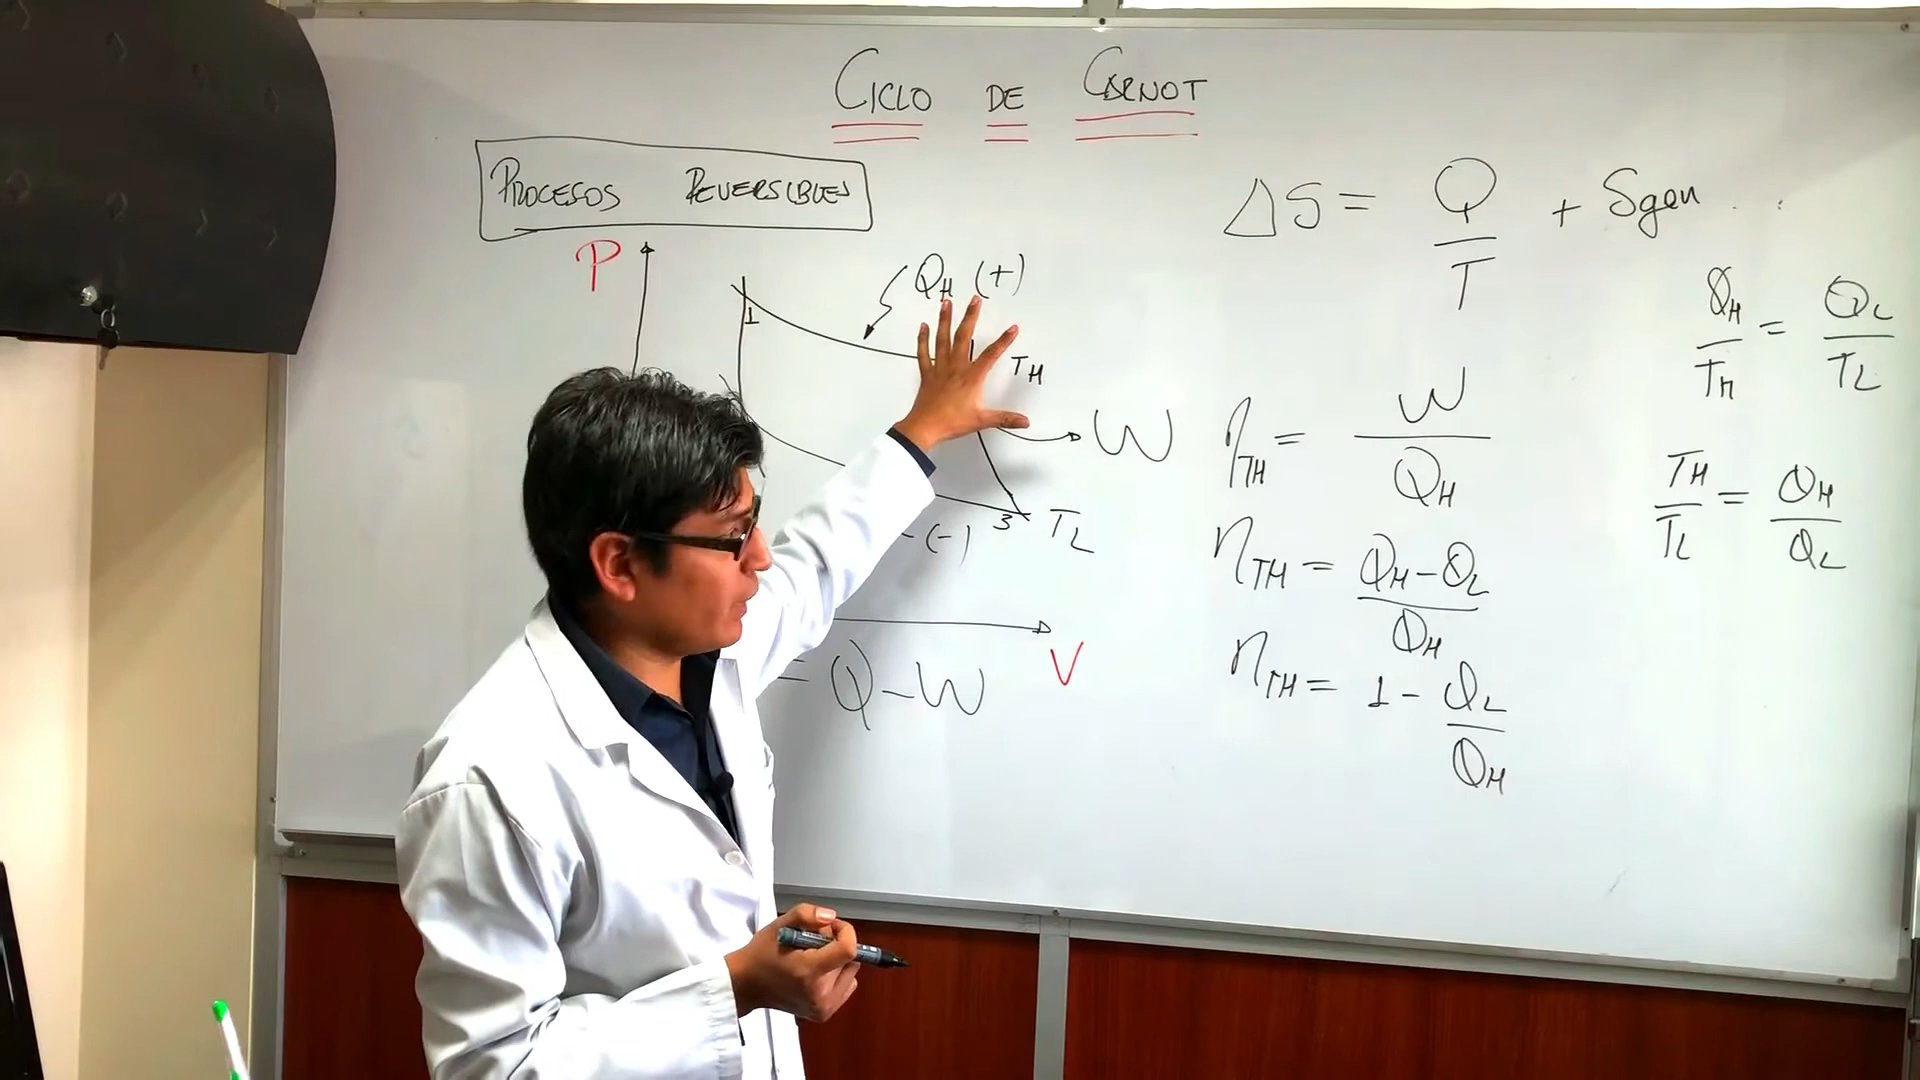 CICLO DE CARNOT
PROCESOS REVERSIBLES
P
1
QH (+)
TH
W
3
TL
(-)
V
= Q - W
ΔS = Q/T + Sgen
ηTH = W/QH
ηTH = QH - QL/QH
ηTH = 1 - QL/QH
QH/TH = QL/TL
TH/TL = QH/QL